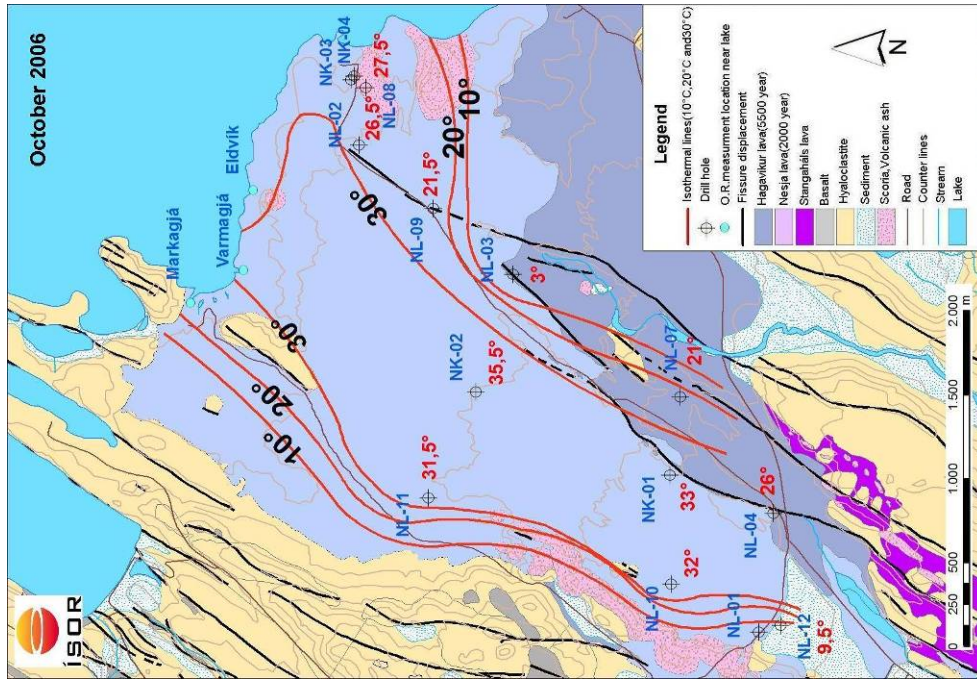 ÍSOR
October 2006
Markagjá
Varmagjá
Eldvík
NL-02
NK-03
NK-04
26,5°
27,5°
NL-08
10°
20°
30°
30°
21,5°
NL-09
20°
10°
NL-03
3°
NK-02
35,5°
31,5°
NL-11
NL-07
21°
NK-01
33°
32°
NL-10
NL-04
26°
NL-01
NL-12
9,5°
Legend
Isothermal lines(10°C,20°C and30°C)
Drill hole
O.R.measurment location near lake
Fissure displacement
Hagavikur lava(5500 year)
Nesja lava(2000 year)
Stangahals lava
Basalt
Hyaloclastite
Sediment
Scoria,Volcanic ash
Road
Counter lines
Stream
Lake
N
0 250 500 1.000 1.500 2.000
m